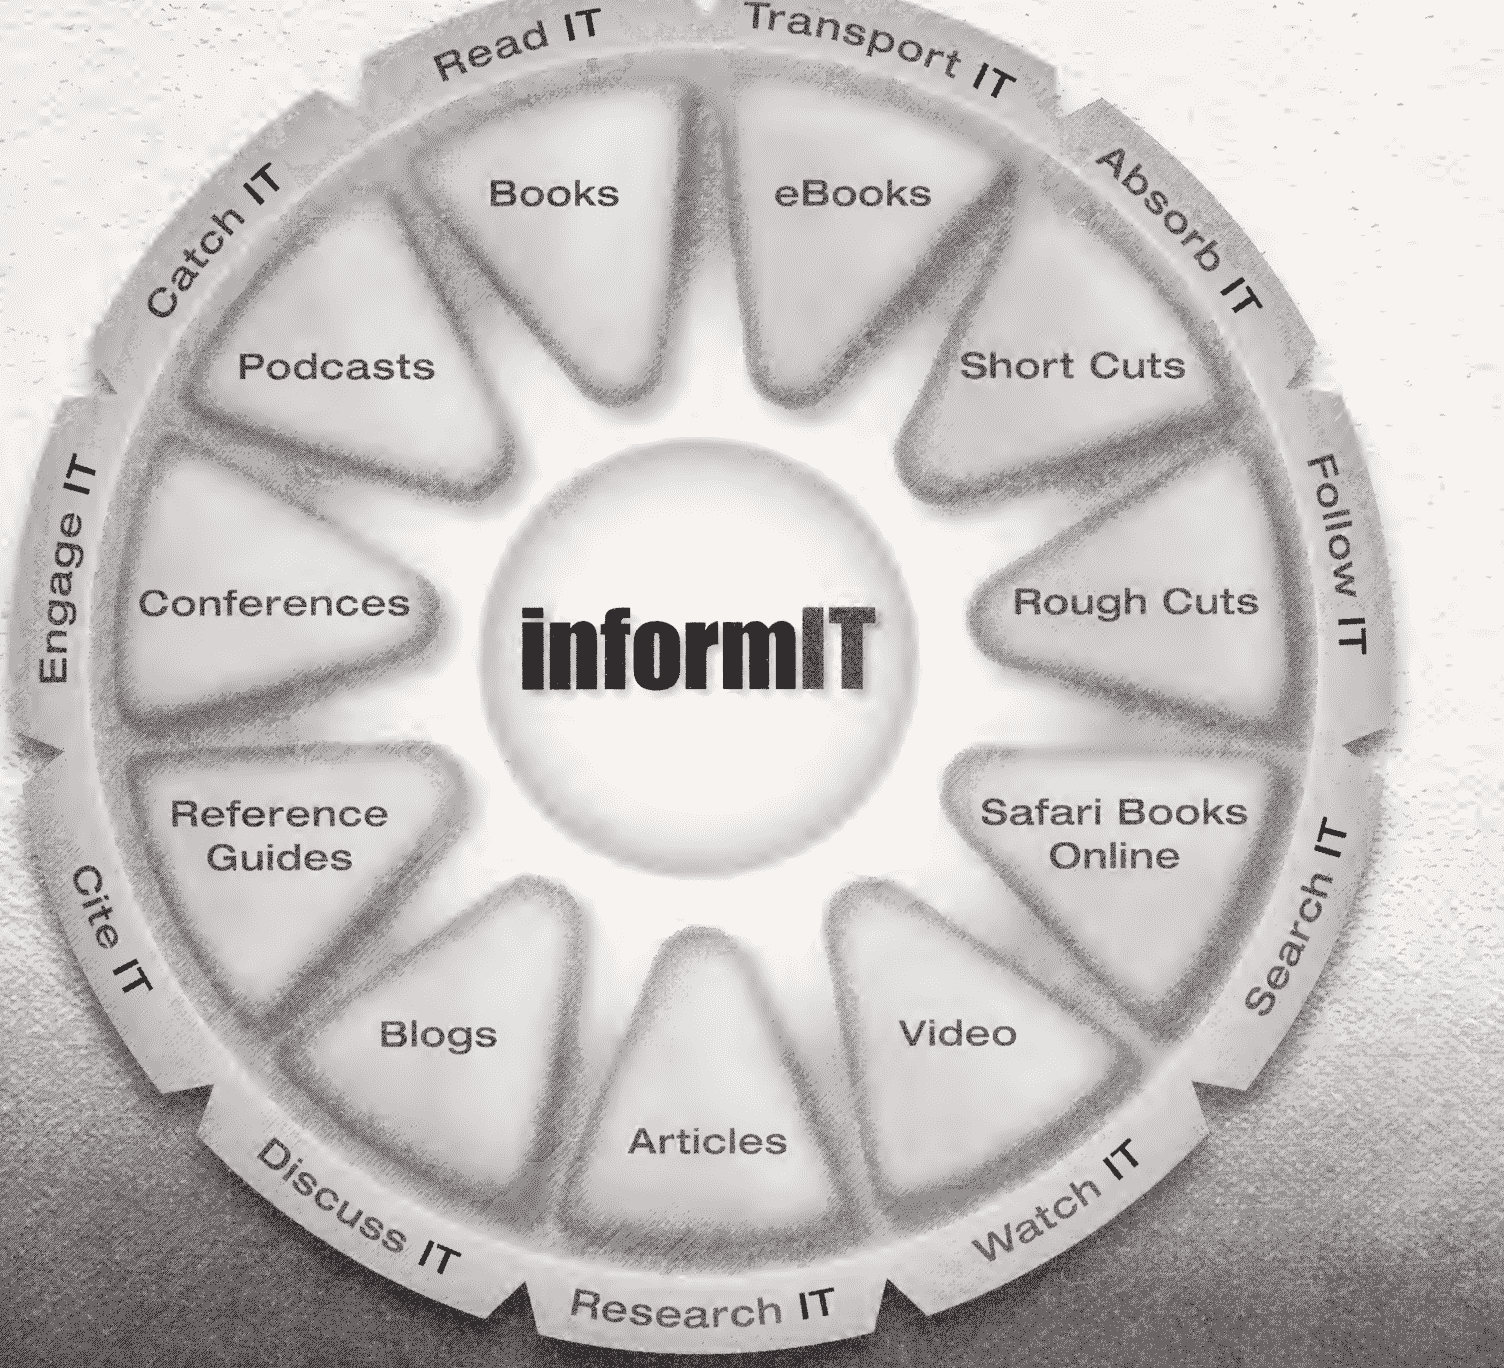 Read IT
Transport IT
Absorb IT
Follow IT
Search IT
Watch IT
Research IT
Discuss IT
Cite IT
Engage IT
Catch IT
Books
eBooks
Short Cuts
Rough Cuts
Safari Books
Online
Video
Articles
Blogs
Reference
Guides
Conferences
Podcasts
informIT